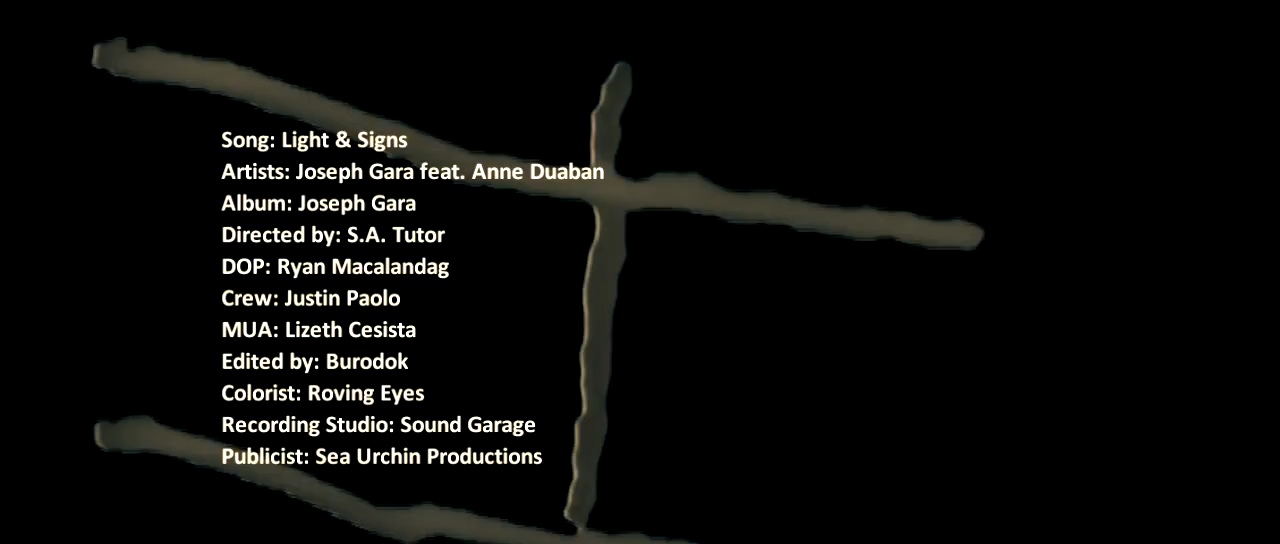 Song: Light & Signs
Artists: Joseph Gara feat. Anne Duaban
Album: Joseph Gara
Directed by: S.A. Tutor
DOP: Ryan Macalandag
Crew: Justin Paolo
MUA: Lizeth Cesista
Edited by: Burodok
Colorist: Roving Eyes
Recording Studio: Sound Garage
Publicist: Sea Urchin Productions